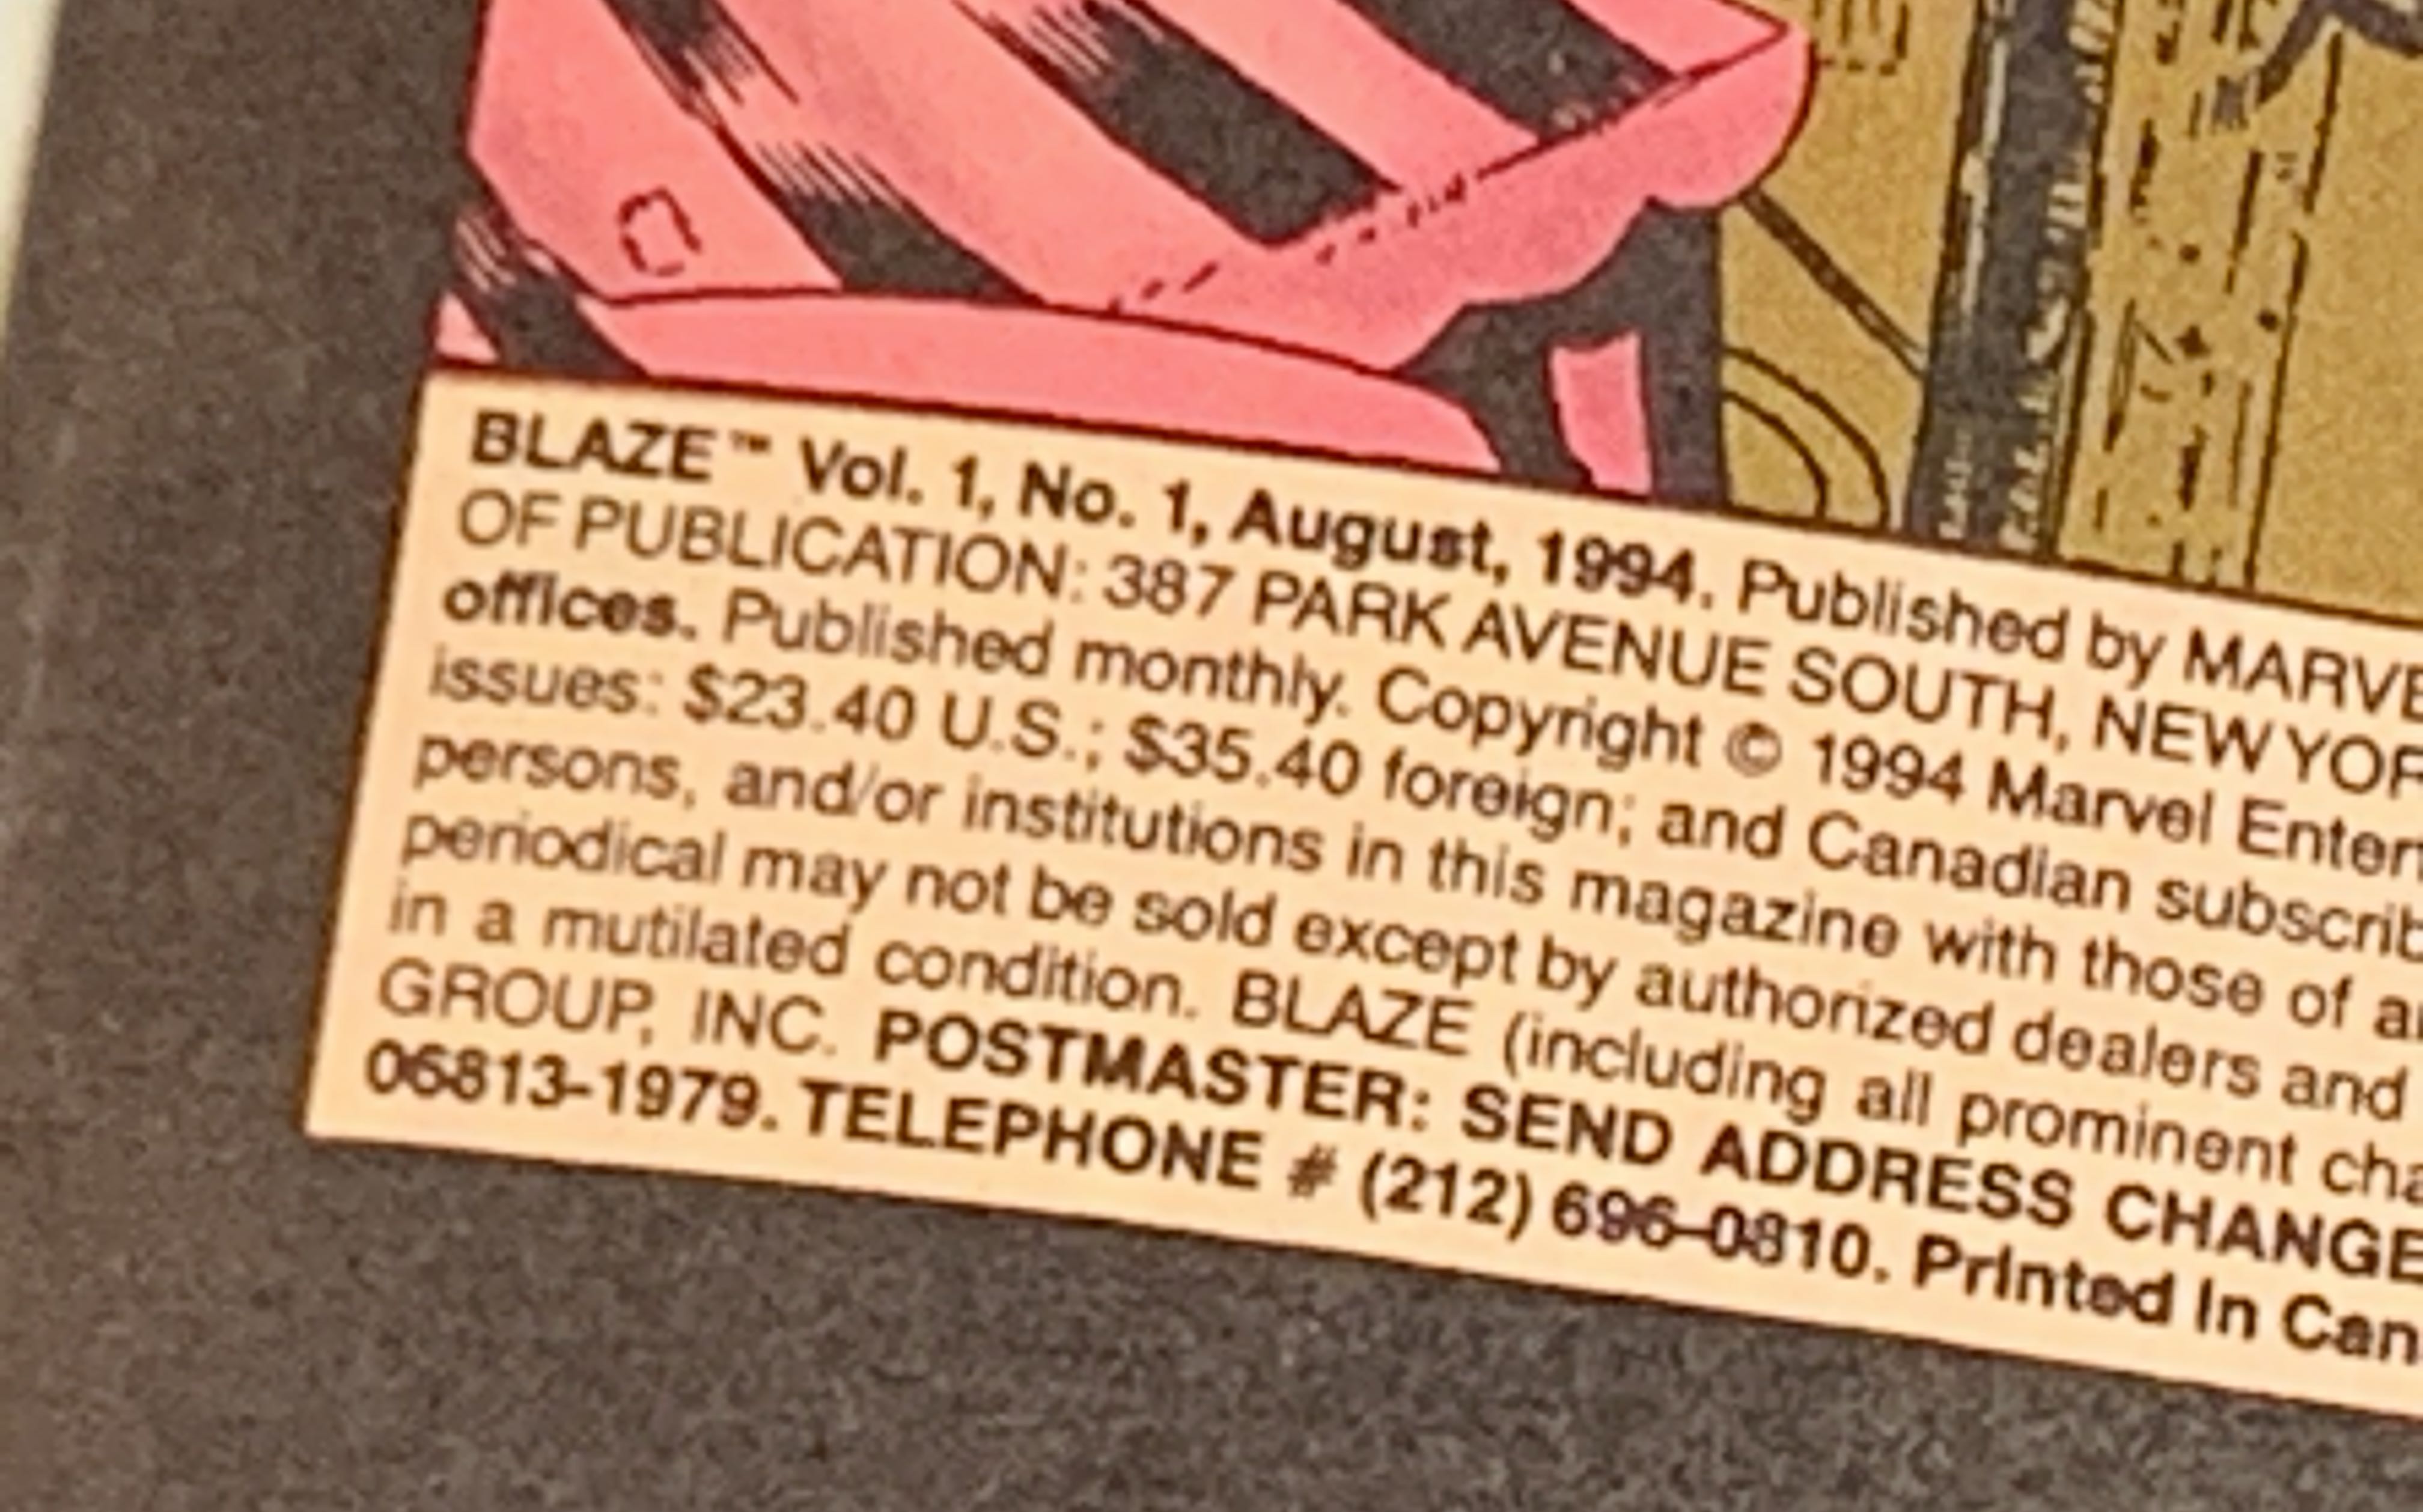 BLAZE™ Vol. 1, No. 1, August, 1994. Published by MARVE
OF PUBLICATION: 387 PARK AVENUE SOUTH, NEW YOR
offices. Published monthly. Copyright © 1994 Marvel Entert
issues: $23.40 U.S.; $35.40 foreign; and Canadian subscrib
persons, and/or institutions in this magazine with those of a
periodical may not be sold except by authorized dealers and
in a mutilated condition. BLAZE (including all prominent cha
GROUP, INC. POSTMASTER: SEND ADDRESS CHANGE
06813-1979. TELEPHONE # (212) 696-0810. Printed in Can